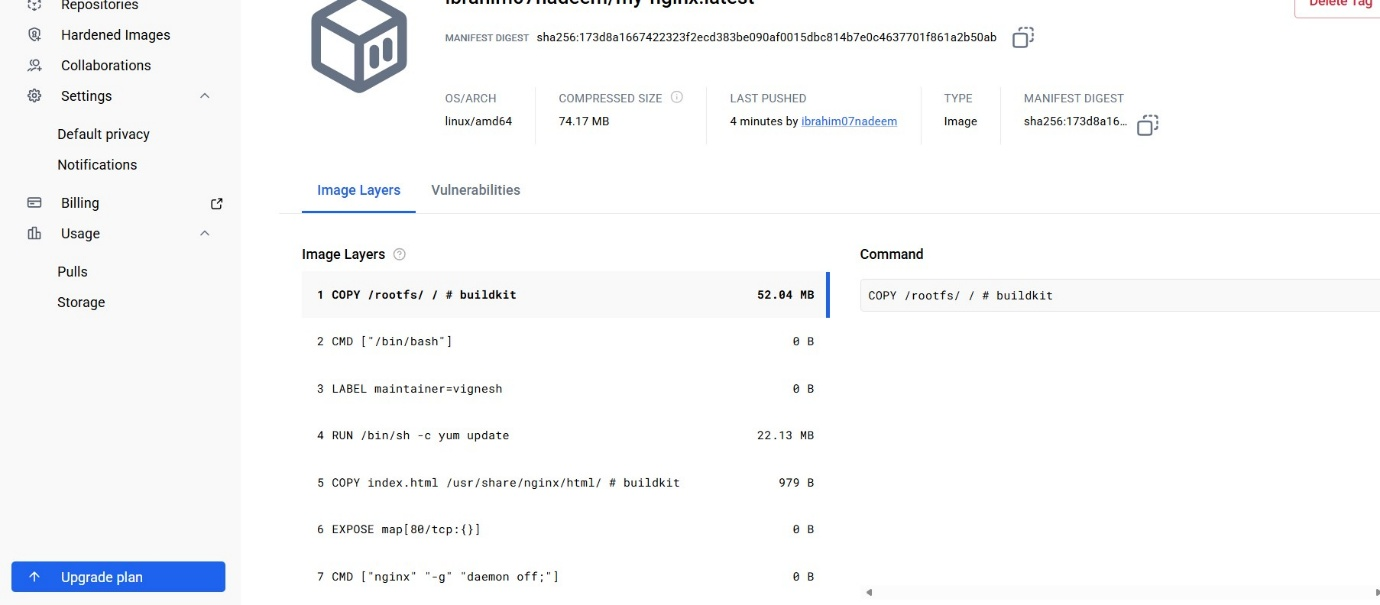 Repositories
ibrahim07nadeem/my-nginx:latest
Delete Tag
Hardened Images
MANIFEST DIGEST sha256:173d8a1667422323f2ecd383be090af0015dbc814b7e0c4637701f861a2b50ab
Collaborations
Settings
OS/ARCH COMPRESSED SIZE LAST PUSHED TYPE MANIFEST DIGEST
linux/amd64 74.17 MB 4 minutes by ibrahim07nadeem Image sha256:173d8a16...
Default privacy
Notifications
Billing
Usage
Pulls
Storage
Upgrade plan
Image Layers Vulnerabilities
Image Layers
1 COPY /rootfs/ / # buildkit 52.04 MB
2 CMD ["/bin/bash"] 0 B
3 LABEL maintainer=vignesh 0 B
4 RUN /bin/sh -c yum update 22.13 MB
5 COPY index.html /usr/share/nginx/html/ # buildkit 979 B
6 EXPOSE map[80/tcp:{}] 0 B
7 CMD ["nginx" "-g" "daemon off;"] 0 B
Command
COPY /rootfs/ / # buildkit